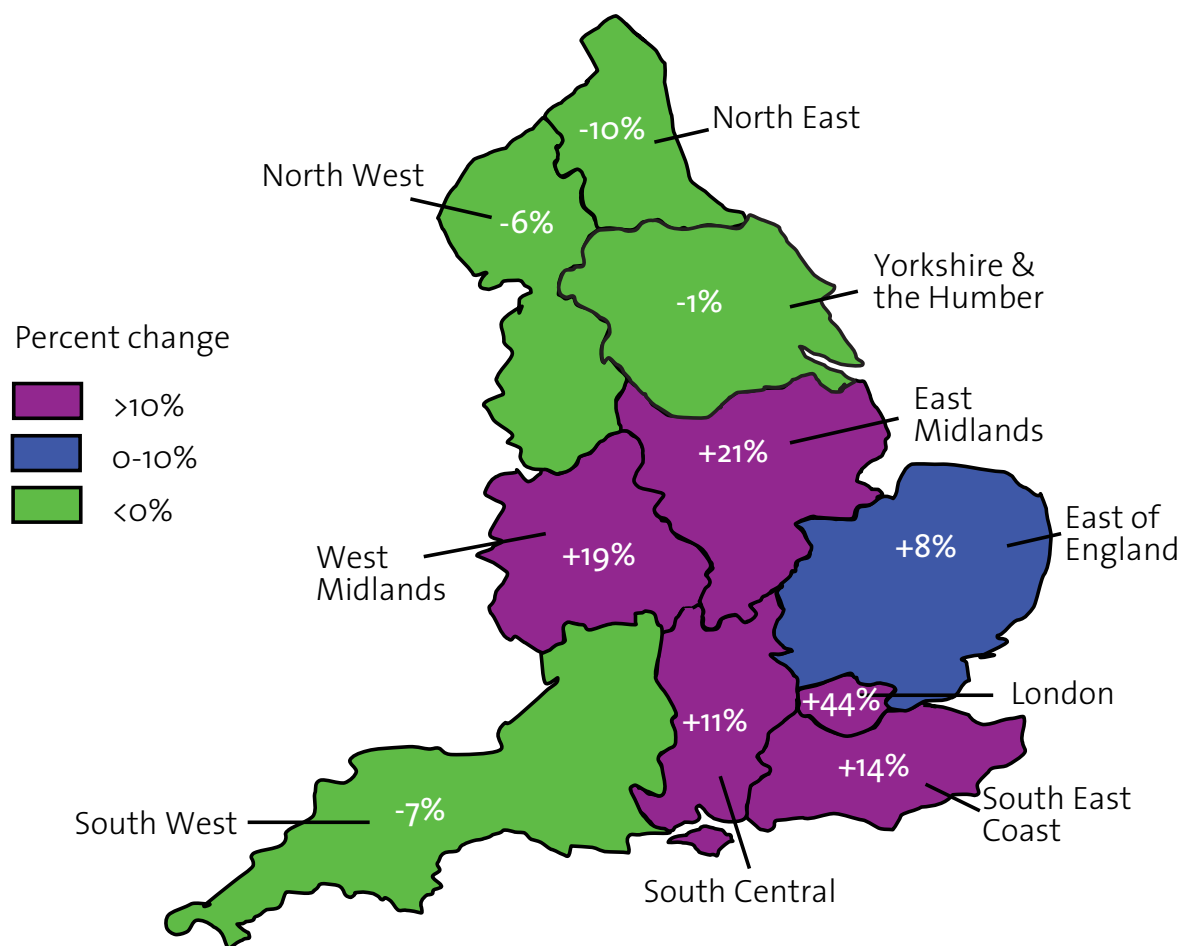 -10%
North East
North West
-6%
Yorkshire &
the Humber
-1%
Percent change
>10%
0-10%
<0%
East
Midlands
+21%
East of
England
+8%
West
Midlands
+19%
London
+44%
+11%
+14%
South East
Coast
South West
-7%
South Central